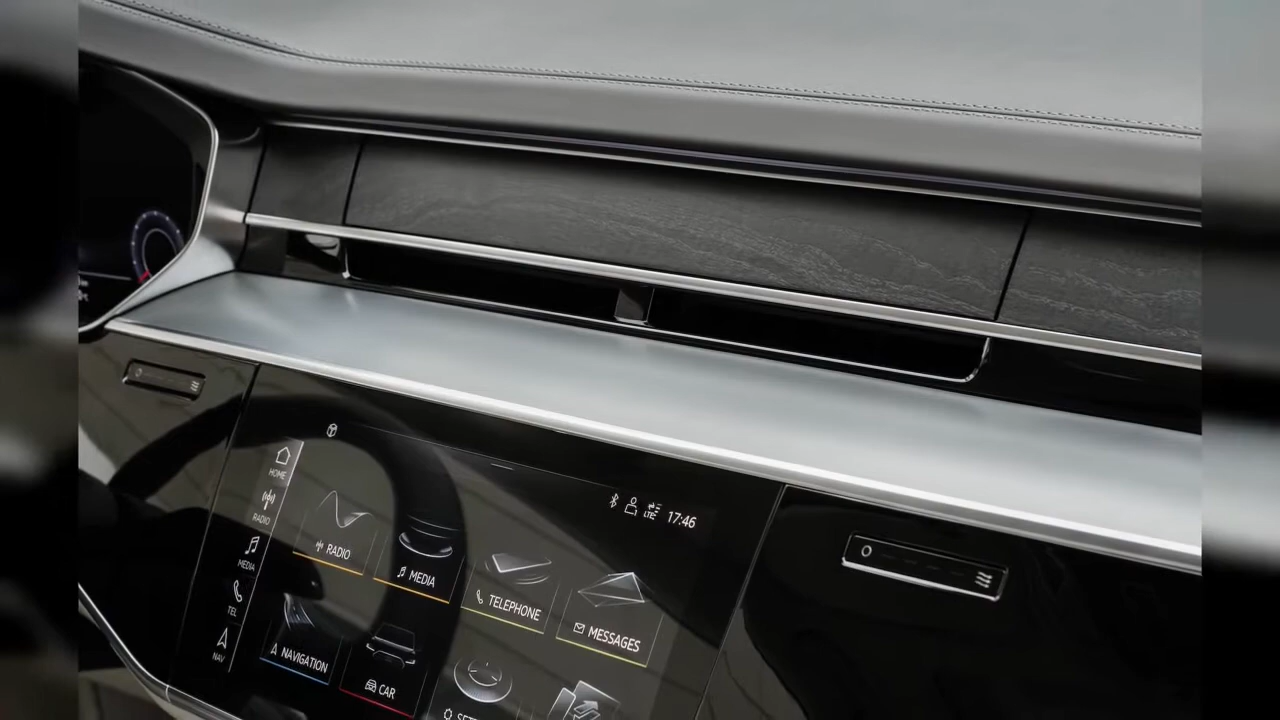 LTE 17:46
HOME
RADIO
MEDIA
TEL
NAV
RADIO
MEDIA
TELEPHONE
MESSAGES
NAVIGATION
CAR